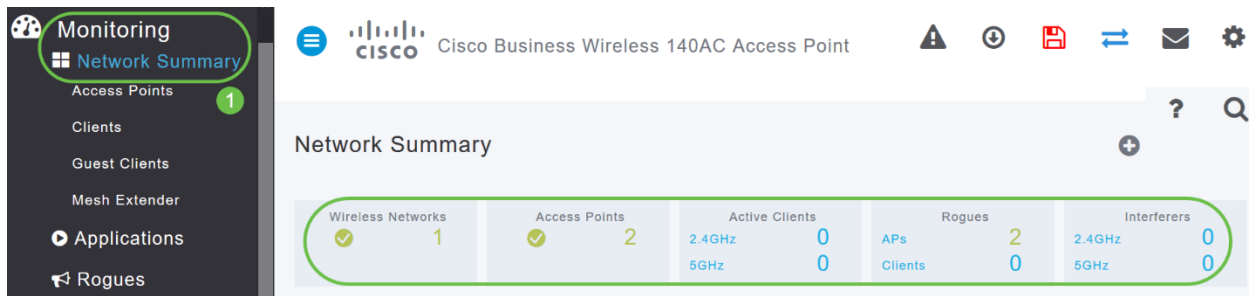 Monitoring
Network Summary
Access Points
1
Clients
Guest Clients
Mesh Extender
Applications
Rogues
CISCO Cisco Business Wireless 140AC Access Point
?
Network Summary
Wireless Networks
1
Access Points
2
Active Clients
2.4GHz 0
5GHz 0
Rogues
APs 2
Clients 0
Interferers
2.4GHz 0
5GHz 0